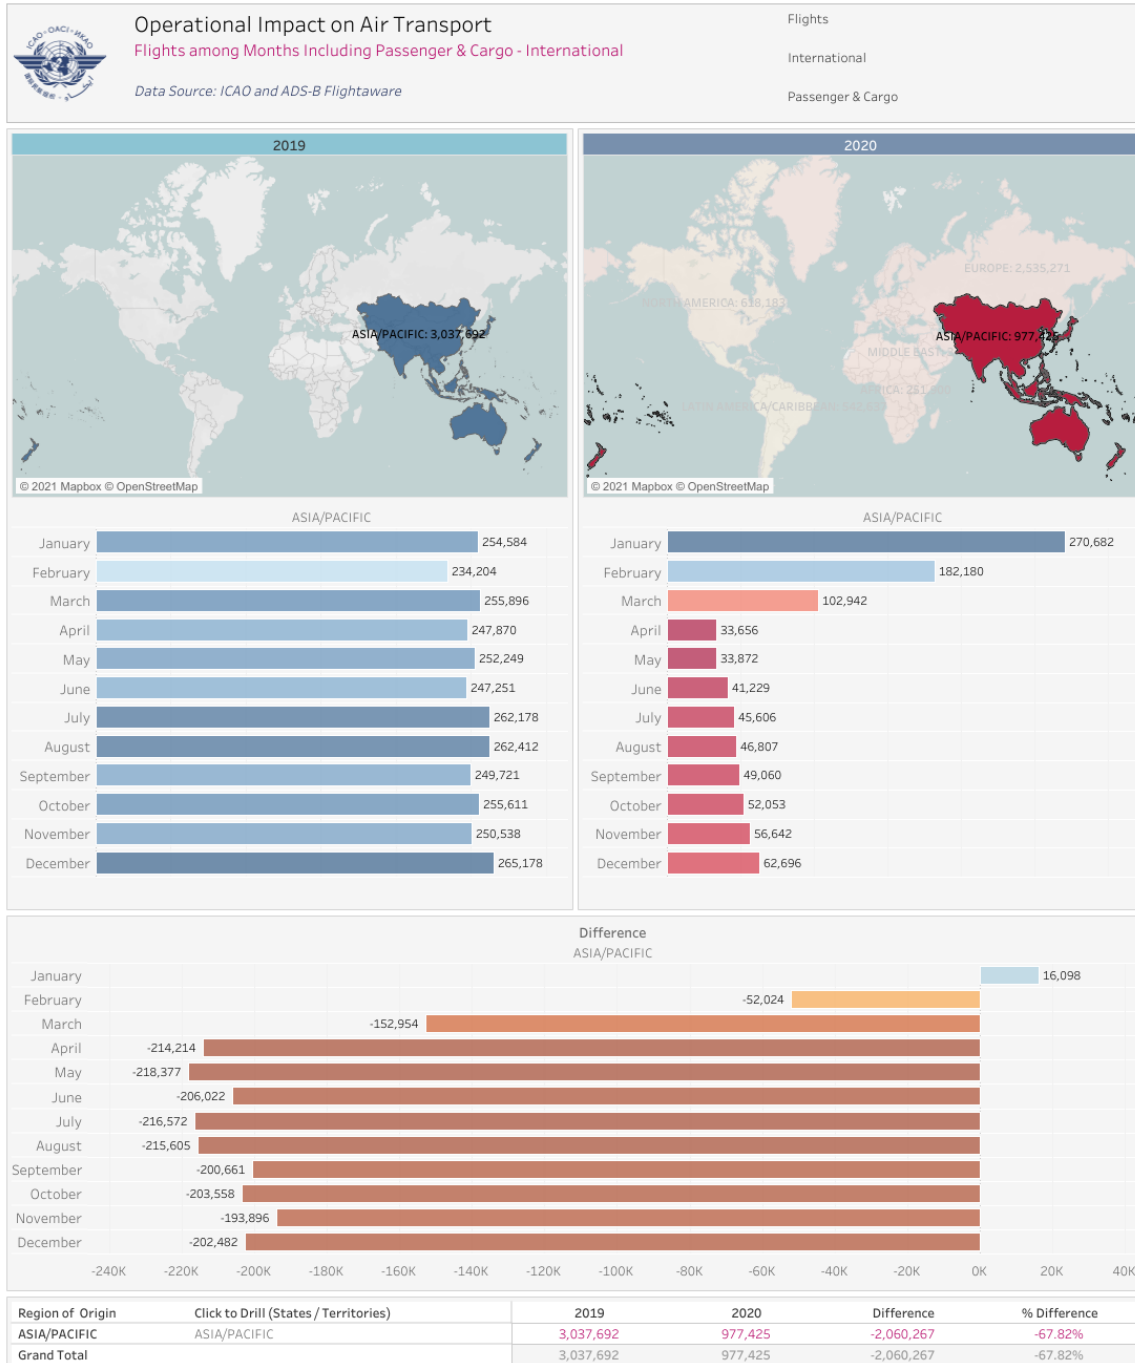 ICAO · OACI · ИКАО
Operational Impact on Air Transport
Flights among Months Including Passenger & Cargo - International
Data Source: ICAO and ADS-B Flightaware
Flights
International
Passenger & Cargo
2019
ASIA/PACIFIC: 3,037,692
© 2021 Mapbox © OpenStreetMap
2020
EUROPE: 2,535,271
NORTH AMERICA: 618,183
ASIA/PACIFIC: 977,425
MIDDLE EAST:
AFRICA: 251,600
LATIN AMERICA/CARIBBEAN:
© 2021 Mapbox © OpenStreetMap
ASIA/PACIFIC
January 254,584
February 234,204
March 255,896
April 247,870
May 252,249
June 247,251
July 262,178
August 262,412
September 249,721
October 255,611
November 250,538
December 265,178
ASIA/PACIFIC
January 270,682
February 182,180
March 102,942
April 33,656
May 33,872
June 41,229
July 45,606
August 46,807
September 49,060
October 52,053
November 56,642
December 62,696
Difference
ASIA/PACIFIC
January 16,098
February -52,024
March -152,954
April -214,214
May -218,377
June -206,022
July -216,572
August -215,605
September -200,661
October -203,558
November -193,896
December -202,482
-240K -220K -200K -180K -160K -140K -120K -100K -80K -60K -40K -20K 0K 20K 40K
Region of Origin Click to Drill (States / Territories) 2019 2020 Difference % Difference
ASIA/PACIFIC ASIA/PACIFIC 3,037,692 977,425 -2,060,267 -67.82%
Grand Total 3,037,692 977,425 -2,060,267 -67.82%